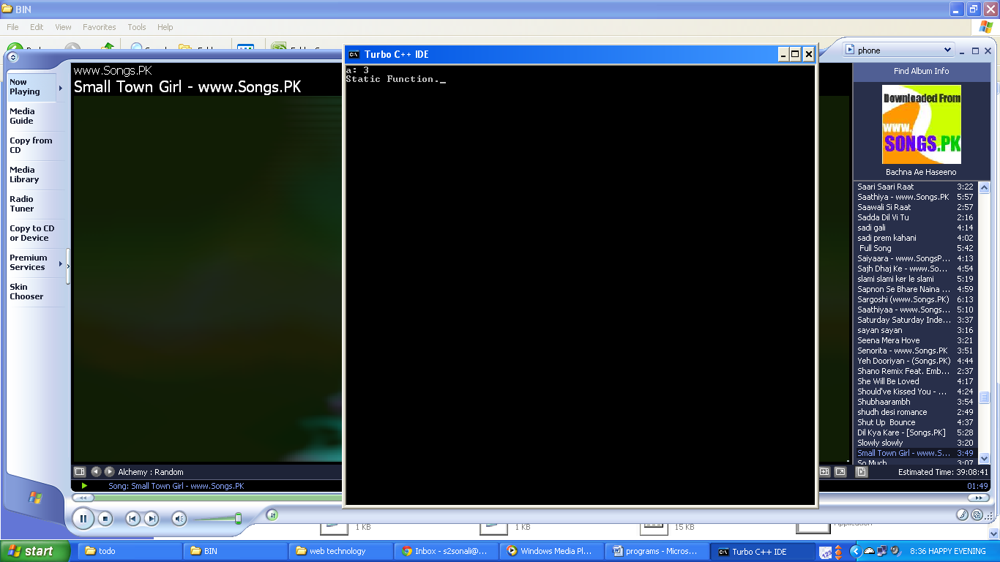 BIN
File Edit View Favorites Tools Help
Turbo C++ IDE
a: 3
Static Function._
www.Songs.PK
Small Town Girl - www.Songs.PK
Now Playing
Media Guide
Copy from CD
Media Library
Radio Tuner
Copy to CD or Device
Premium Services
Skin Chooser
phone
Find Album Info
Downloaded From
www.
SONGS.PK
Bachna Ae Haseeno
Saari Saari Raat 3:22
Saathiya - www.Songs.PK 5:57
Saawali Si Raat 2:57
Sadda Dil Vi Tu 2:16
sadi gali 4:14
sadi prem kahani 4:02
Full Song 5:42
Saiyaara - www.SongsP... 4:13
Sajh Dhaj Ke - www.So... 4:54
slami slami ker le slami 5:19
Sapnon Se Bhare Naina ... 4:59
Sargoshi (www.Songs.PK) 6:13
Saathiyaa - www.Songs... 5:10
Saturday Saturday Inde... 3:37
sayan sayan 3:16
Seena Mera Hove 3:21
Senorita - www.Songs.PK 3:51
Yeh Dooriyan - (Songs.PK) 4:44
Shano Remix Feat. Emb... 2:37
She Will Be Loved 4:17
Should've Kissed You - ... 4:24
Shubhaarambh 3:54
shudh desi romance 2:49
Shut Up Bounce 4:37
Dil Kya Kare - [Songs.PK] 5:28
Slowly slowly 3:20
Small Town Girl - www.S... 3:49
So Much 3:07
Alchemy : Random
Estimated Time: 39:08:41
Song: Small Town Girl - www.Songs.PK
01:49
1 KB 1 KB 15 KB Application
start todo BIN web technology Inbox - s2sonali@... Windows Media Pl... programs - Micros... Turbo C++ IDE 8:36 HAPPY EVENING